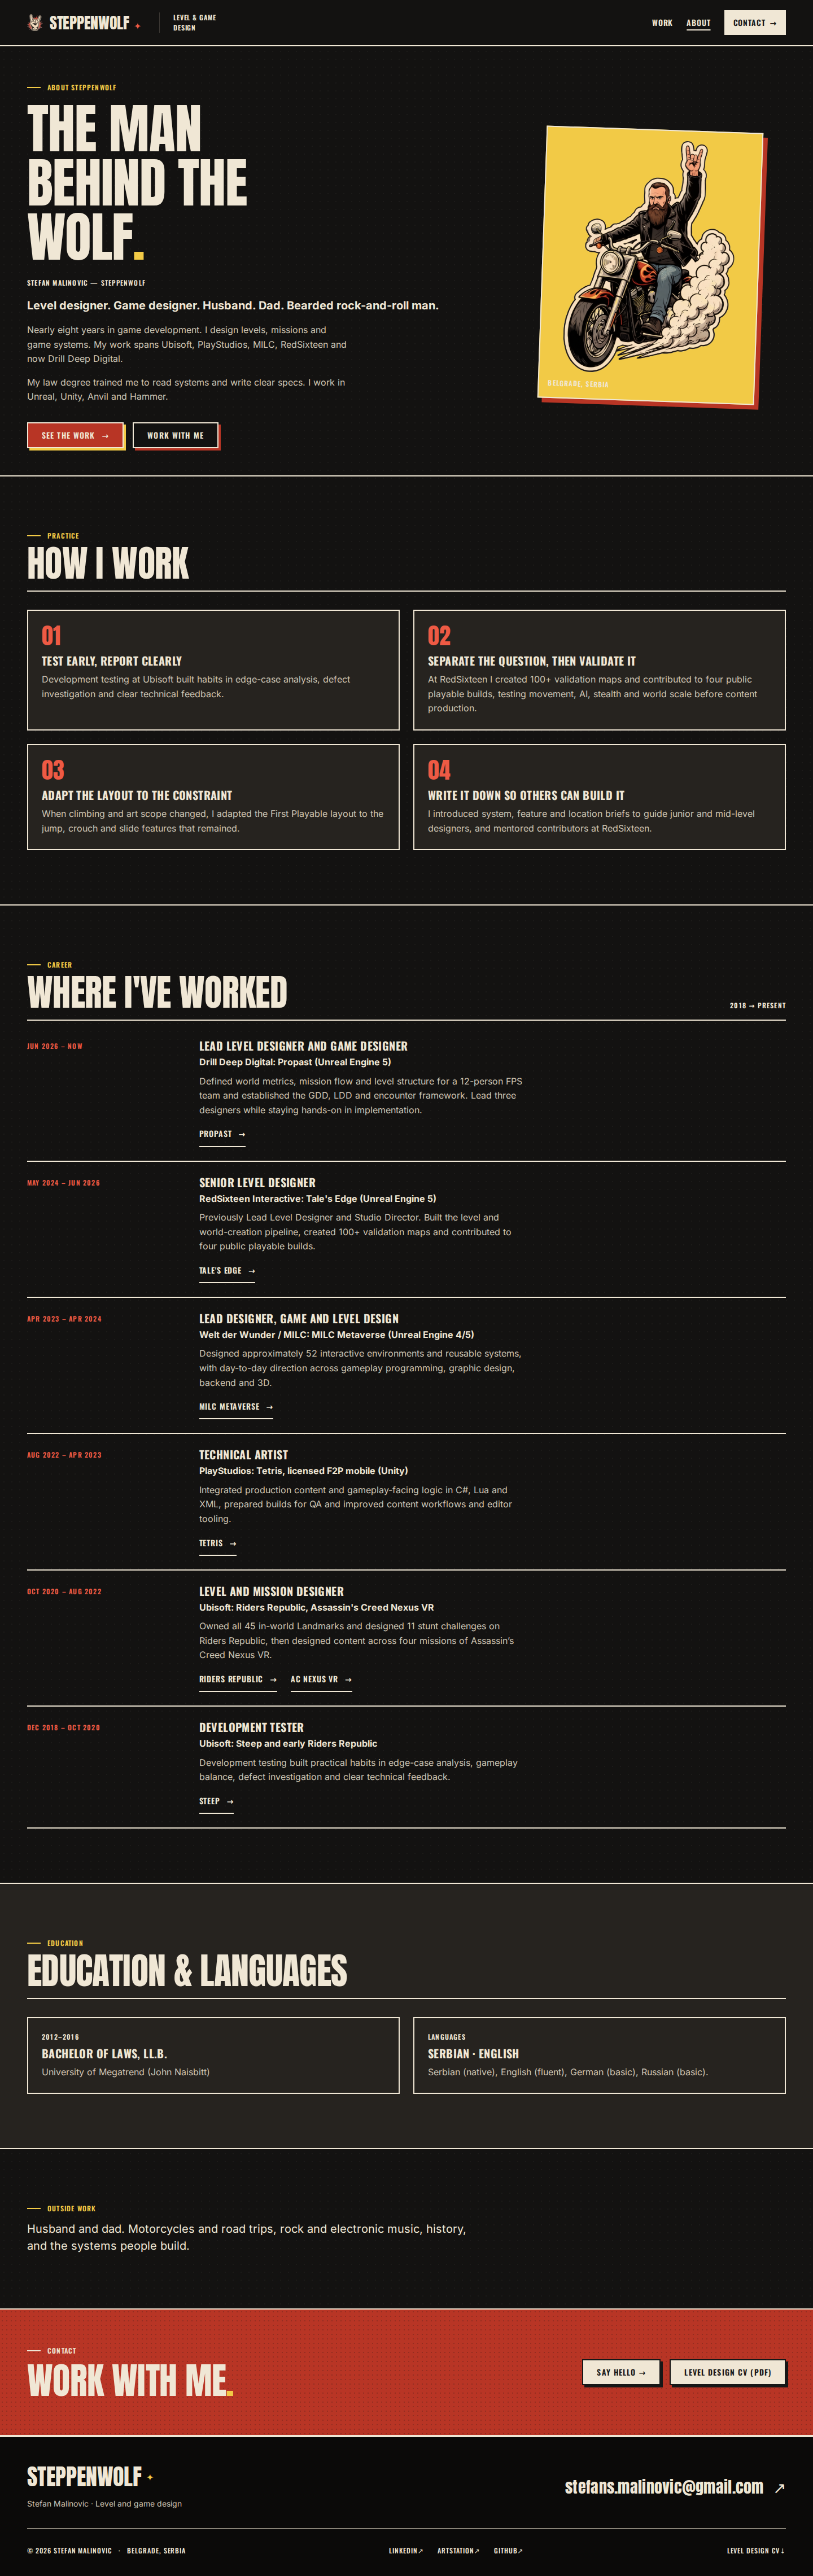 STEPPENWOLF
LEVEL & GAME
DESIGN
WORK
ABOUT
CONTACT →
ABOUT STEPPENWOLF
THE MAN
BEHIND THE
WOLF.
STEFAN MALINOVIC — STEPPENWOLF
Level designer. Game designer. Husband. Dad. Bearded rock-and-roll man.
Nearly eight years in game development. I design levels, missions and
game systems. My work spans Ubisoft, PlayStudios, MILC, RedSixteen and
now Drill Deep Digital.
My law degree trained me to read systems and write clear specs. I work in
Unreal, Unity, Anvil and Hammer.
SEE THE WORK →
WORK WITH ME
BELGRADE, SERBIA
PRACTICE
HOW I WORK
01
TEST EARLY, REPORT CLEARLY
Development testing at Ubisoft built habits in edge-case analysis, defect
investigation and clear technical feedback.
02
SEPARATE THE QUESTION, THEN VALIDATE IT
At RedSixteen I created 100+ validation maps and contributed to four public
playable builds, testing movement, AI, stealth and world scale before content
production.
03
ADAPT THE LAYOUT TO THE CONSTRAINT
When climbing and art scope changed, I adapted the First Playable layout to the
jump, crouch and slide features that remained.
04
WRITE IT DOWN SO OTHERS CAN BUILD IT
I introduced system, feature and location briefs to guide junior and mid-level
designers, and mentored contributors at RedSixteen.
CAREER
WHERE I'VE WORKED
2018 → PRESENT
JUN 2026 – NOW
LEAD LEVEL DESIGNER AND GAME DESIGNER
Drill Deep Digital: Propast (Unreal Engine 5)
Defined world metrics, mission flow and level structure for a 12-person FPS
team and established the GDD, LDD and encounter framework. Lead three
designers while staying hands-on in implementation.
PROPAST →
MAY 2024 – JUN 2026
SENIOR LEVEL DESIGNER
RedSixteen Interactive: Tale's Edge (Unreal Engine 5)
Previously Lead Level Designer and Studio Director. Built the level and
world-creation pipeline, created 100+ validation maps and contributed to
four public playable builds.
TALE'S EDGE →
APR 2023 – APR 2024
LEAD DESIGNER, GAME AND LEVEL DESIGN
Welt der Wunder / MILC: MILC Metaverse (Unreal Engine 4/5)
Designed approximately 52 interactive environments and reusable systems,
with day-to-day direction across gameplay programming, graphic design,
backend and 3D.
MILC METAVERSE →
AUG 2022 – APR 2023
TECHNICAL ARTIST
PlayStudios: Tetris, licensed F2P mobile (Unity)
Integrated production content and gameplay-facing logic in C#, Lua and
XML, prepared builds for QA and improved content workflows and editor
tooling.
TETRIS →
OCT 2020 – AUG 2022
LEVEL AND MISSION DESIGNER
Ubisoft: Riders Republic, Assassin's Creed Nexus VR
Owned all 45 in-world Landmarks and designed 11 stunt challenges on
Riders Republic, then designed content across four missions of Assassin's
Creed Nexus VR.
RIDERS REPUBLIC → AC NEXUS VR →
DEC 2018 – OCT 2020
DEVELOPMENT TESTER
Ubisoft: Steep and early Riders Republic
Development testing built practical habits in edge-case analysis, gameplay
balance, defect investigation and clear technical feedback.
STEEP →
EDUCATION
EDUCATION & LANGUAGES
2012–2016
BACHELOR OF LAWS, LL.B.
University of Megatrend (John Naisbitt)
LANGUAGES
SERBIAN · ENGLISH
Serbian (native), English (fluent), German (basic), Russian (basic).
OUTSIDE WORK
Husband and dad. Motorcycles and road trips, rock and electronic music, history,
and the systems people build.
CONTACT
WORK WITH ME.
SAY HELLO →
LEVEL DESIGN CV (PDF)
STEPPENWOLF
Stefan Malinovic · Level and game design
stefans.malinovic@gmail.com ↗
© 2026 STEFAN MALINOVIC · BELGRADE, SERBIA
LINKEDIN↗ ARTSTATION↗ GITHUB↗
LEVEL DESIGN CV↓